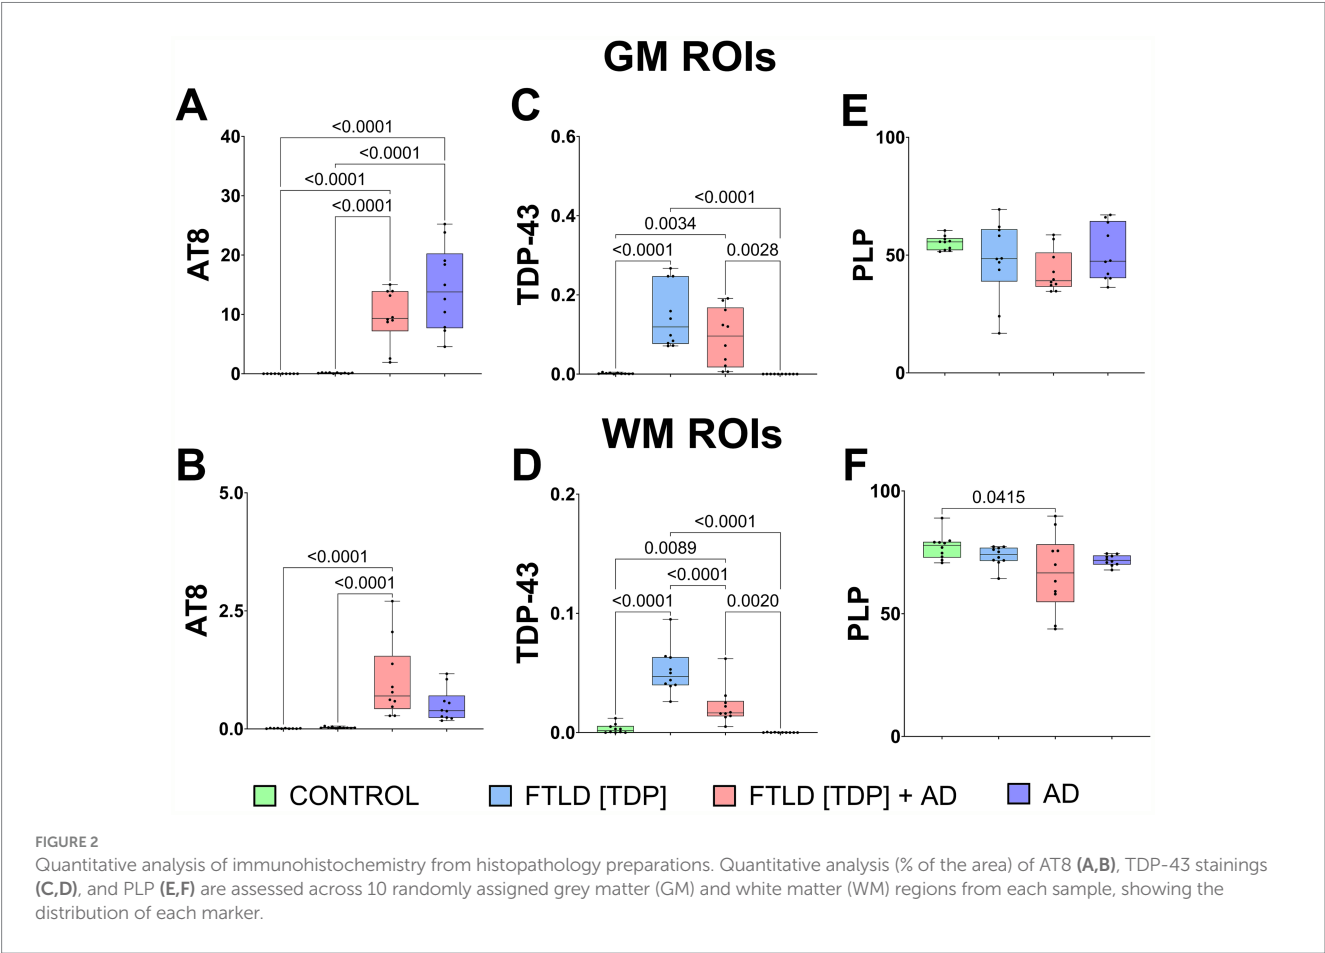 GM ROIs
A
AT8
40
30
20
10
0
<0.0001
<0.0001
<0.0001
<0.0001
C
TDP-43
0.6
0.4
0.2
0.0
<0.0001
0.0034
<0.0001
0.0028
E
PLP
100
50
0
WM ROIs
B
AT8
5.0
2.5
0.0
<0.0001
<0.0001
D
TDP-43
0.2
0.1
0.0
<0.0001
0.0089
<0.0001
<0.0001
0.0020
F
PLP
100
50
0
0.0415
CONTROL
FTLD [TDP]
FTLD [TDP] + AD
AD
FIGURE 2
Quantitative analysis of immunohistochemistry from histopathology preparations. Quantitative analysis (% of the area) of AT8 (A,B), TDP-43 stainings
(C,D), and PLP (E,F) are assessed across 10 randomly assigned grey matter (GM) and white matter (WM) regions from each sample, showing the
distribution of each marker.